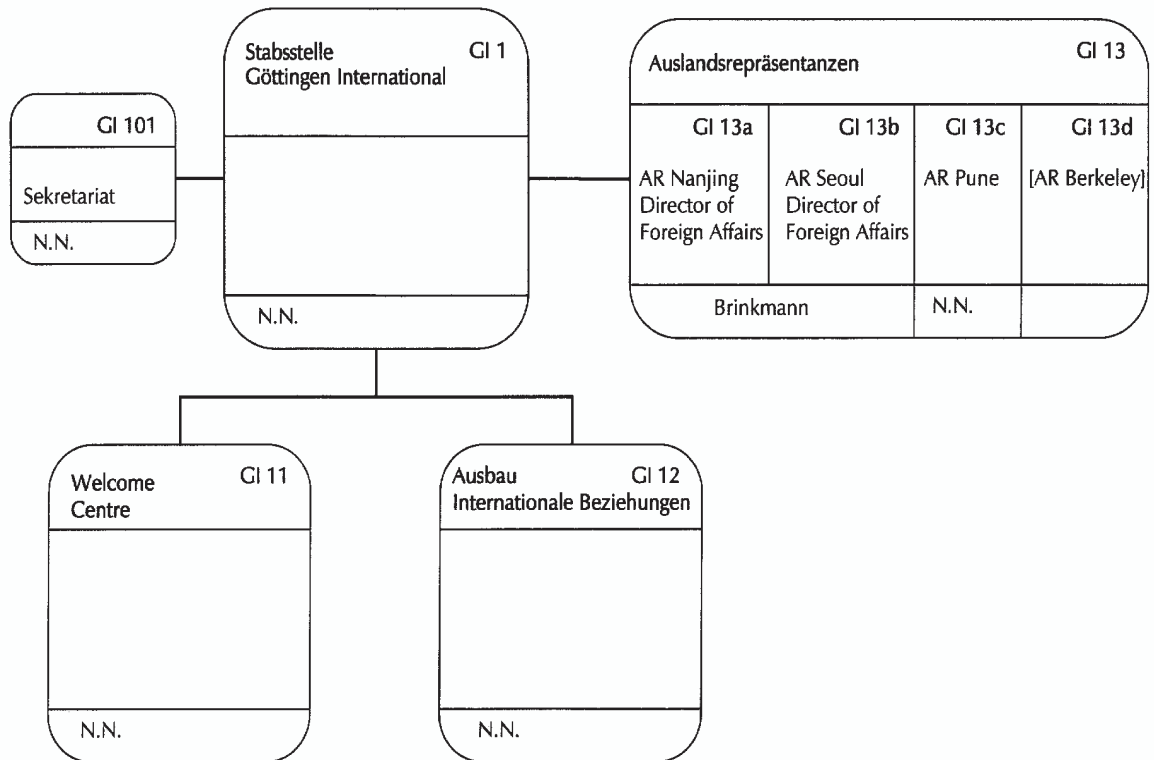 GI 101
Sekretariat
N.N.
Stabsstelle GI 1
Göttingen International
N.N.
Auslandsrepräsentanzen GI 13
GI 13a
AR Nanjing
Director of
Foreign Affairs
GI 13b
AR Seoul
Director of
Foreign Affairs
Brinkmann
GI 13c
AR Pune
N.N.
GI 13d
[AR Berkeley]
Welcome GI 11
Centre
N.N.
Ausbau GI 12
Internationale Beziehungen
N.N.